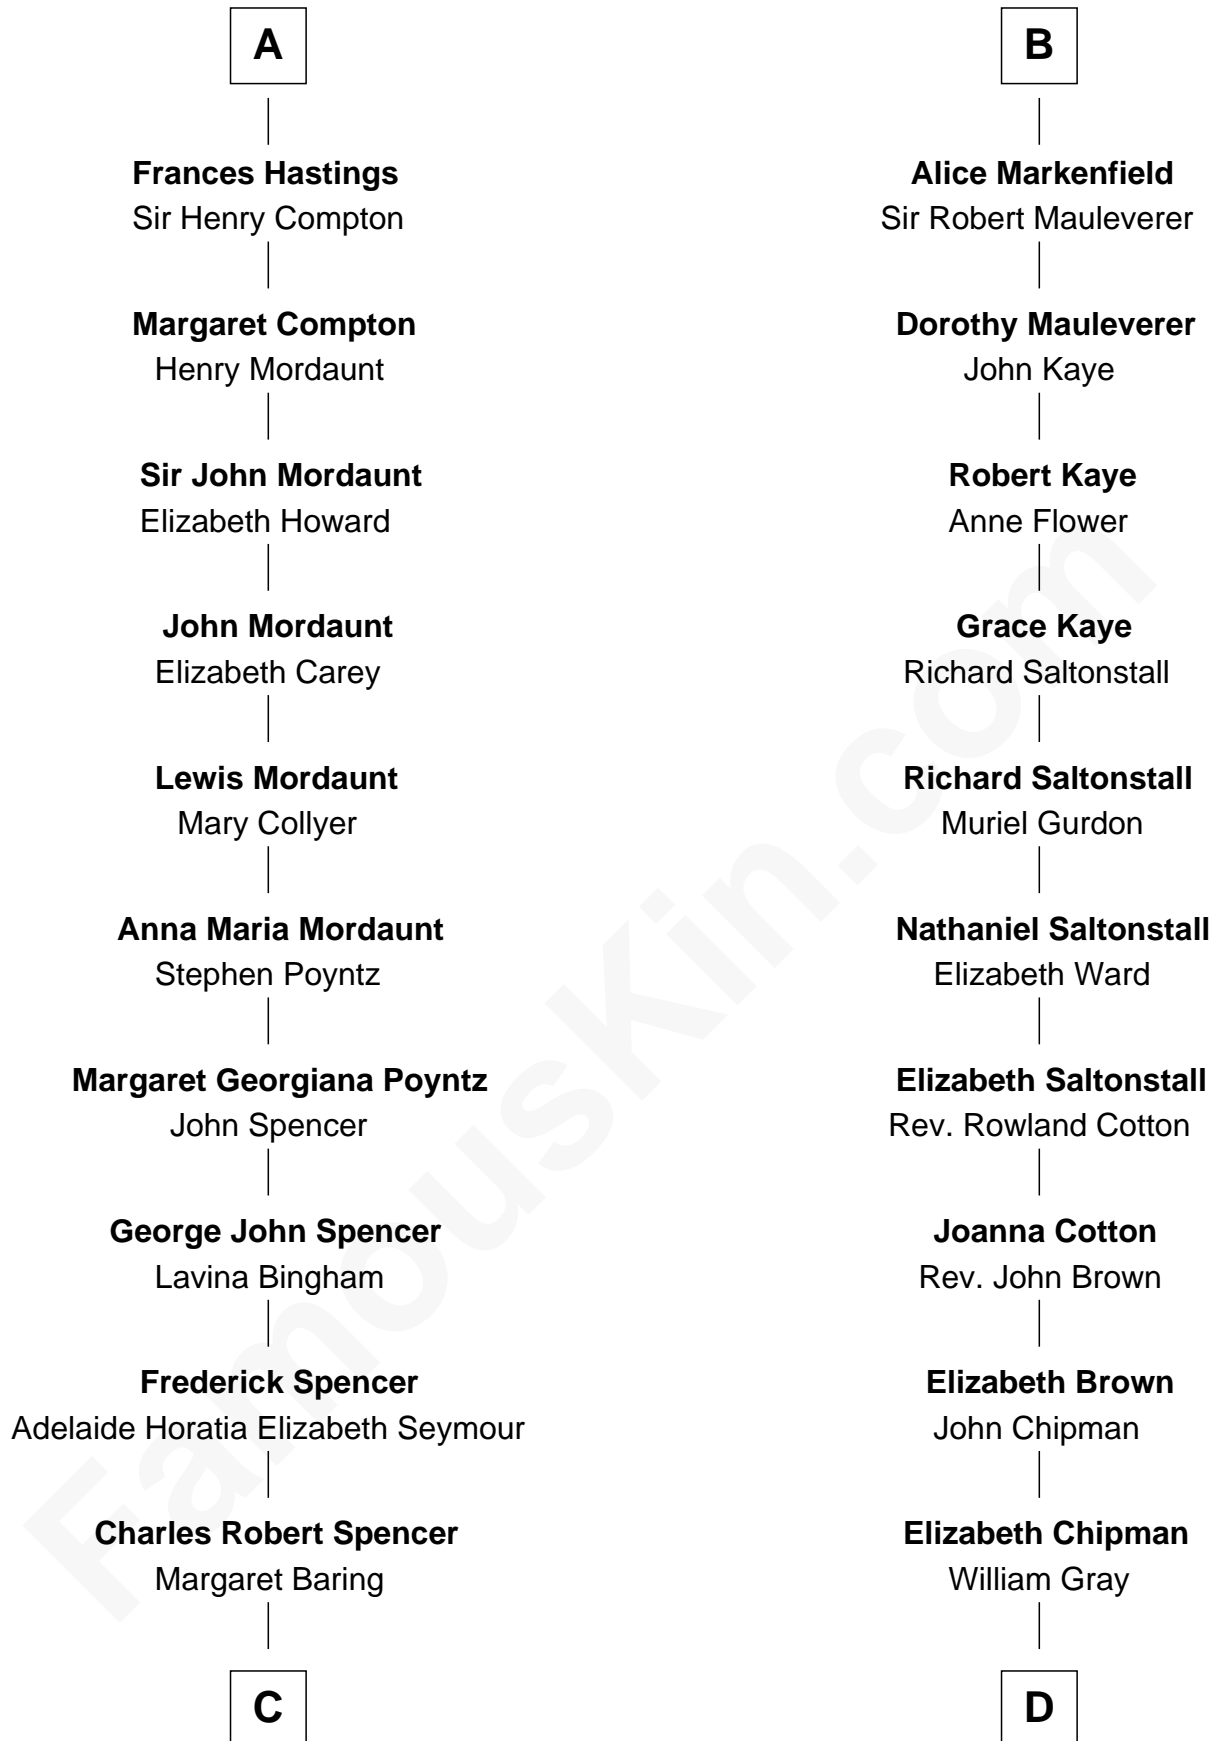 A
Frances Hastings
Sir Henry Compton
Margaret Compton
Henry Mordaunt
Sir John Mordaunt
Elizabeth Howard
John Mordaunt
Elizabeth Carey
Lewis Mordaunt
Mary Collyer
Anna Maria Mordaunt
Stephen Poyntz
Margaret Georgiana Poyntz
John Spencer
George John Spencer
Lavina Bingham
Frederick Spencer
Adelaide Horatia Elizabeth Seymour
Charles Robert Spencer
Margaret Baring
C
B
Alice Markenfield
Sir Robert Mauleverer
Dorothy Mauleverer
John Kaye
Robert Kaye
Anne Flower
Grace Kaye
Richard Saltonstall
Richard Saltonstall
Muriel Gurdon
Nathaniel Saltonstall
Elizabeth Ward
Elizabeth Saltonstall
Rev. Rowland Cotton
Joanna Cotton
Rev. John Brown
Elizabeth Brown
John Chipman
Elizabeth Chipman
William Gray
D
FamousKin.com